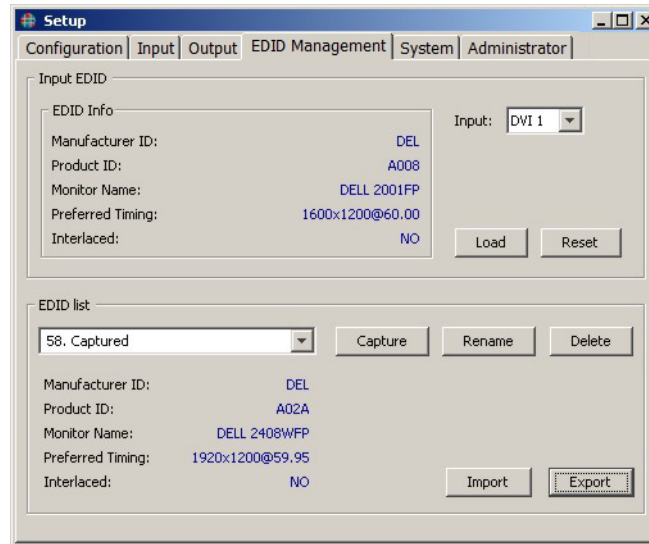 Setup
Configuration Input Output EDID Management System Administrator
Input EDID
EDID Info
Manufacturer ID: DEL
Product ID: A008
Monitor Name: DELL 2001FP
Preferred Timing: 1600x1200@60.00
Interlaced: NO
Input: DVI 1
Load Reset
EDID list
58. Captured Capture Rename Delete
Manufacturer ID: DEL
Product ID: A02A
Monitor Name: DELL 2408WFP
Preferred Timing: 1920x1200@59.95
Interlaced: NO
Import Export